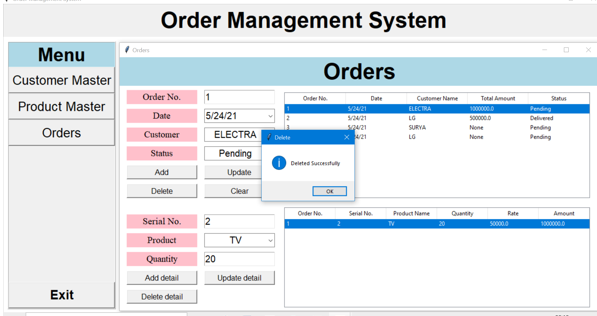 Order Management System
Menu
Customer Master
Product Master
Orders
Exit
Orders
Orders
Order No. 1
Date 5/24/21
Customer ELECTRA
Status Pending
Add Update
Delete Clear
Order No. Date Customer Name Total Amount Status
1 5/24/21 ELECTRA 1000000.0 Pending
2 5/24/21 LG 500000.0 Delivered
3 5/24/21 SURYA None Pending
5/24/21 LG None Pending
Delete
Deleted Successfully
OK
Serial No. 2
Product TV
Quantity 20
Add detail Update detail
Delete detail
Order No. Serial No. Product Name Quantity Rate Amount
1 2 TV 20 50000.0 1000000.0